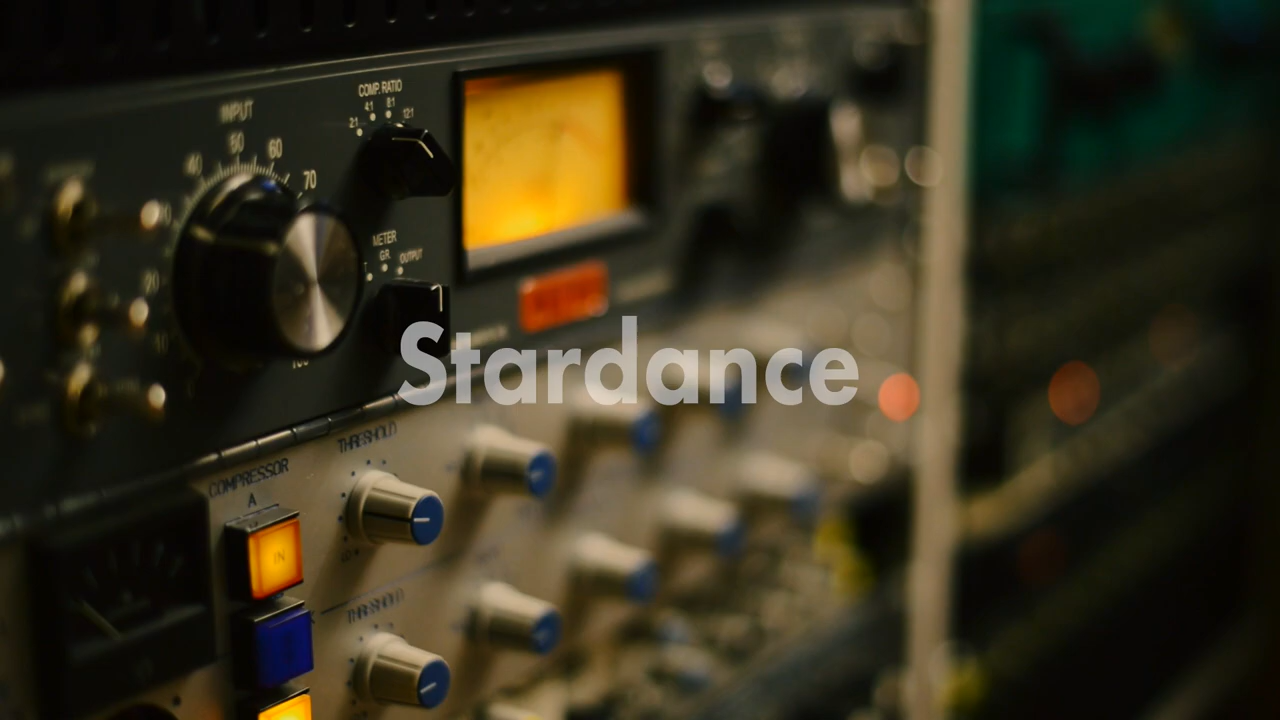 COMP. RATIO
4:1 8:1
2:1 12:1
INPUT
50
40 60
70
METER
G.R.
OUTPUT
20
Stardance
THRESHOLD
COMPRESSOR
A
IN
THRESHOLD